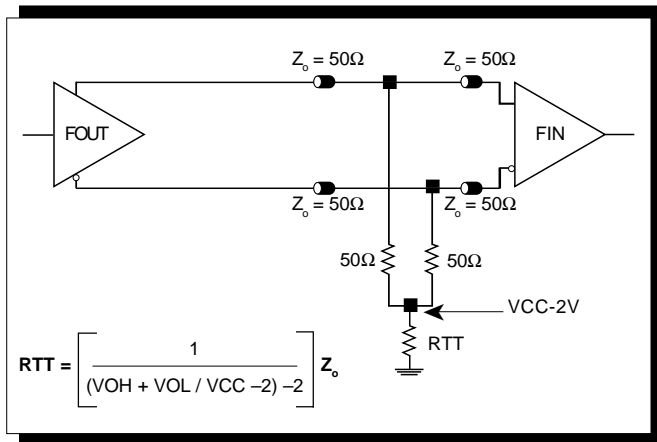 Zo = 50Ω
Zo = 50Ω
FOUT
FIN
Zo = 50Ω
Zo = 50Ω
50Ω
50Ω
VCC-2V
RTT
RTT = [ 1 / (VOH + VOL / VCC –2) –2 ] Zo